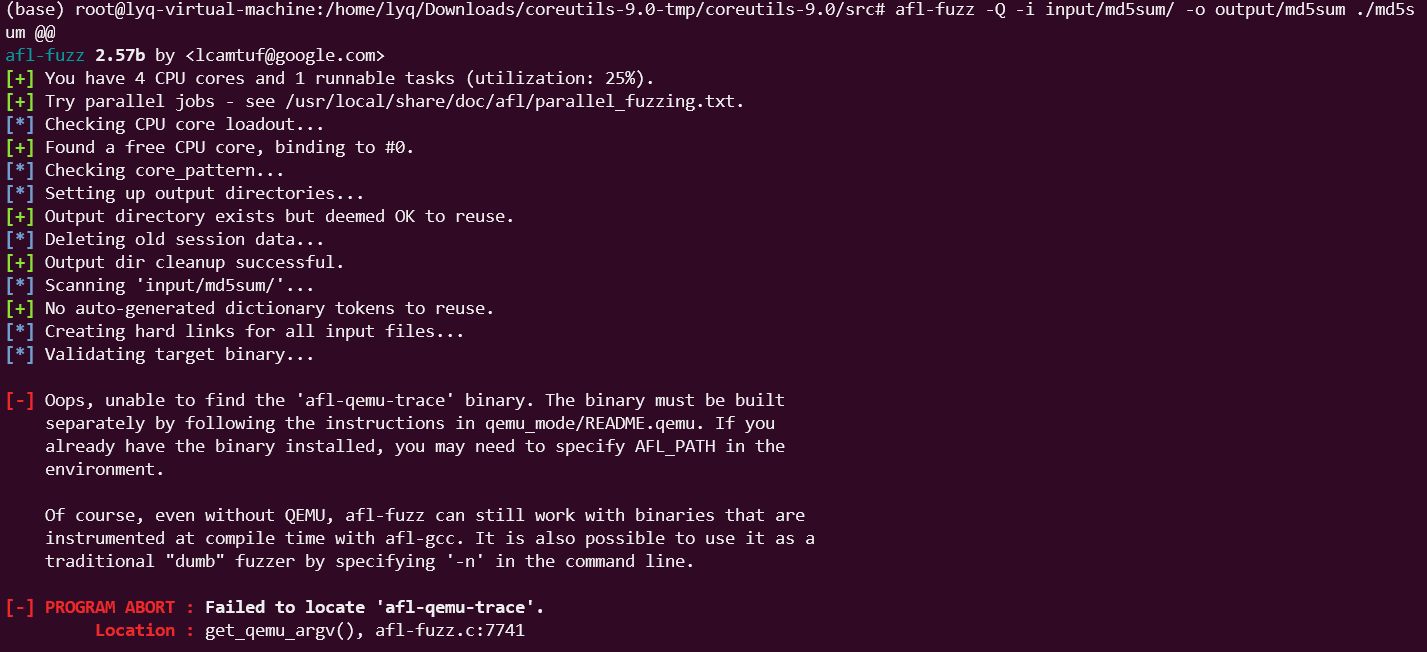 (base) root@lyq-virtual-machine:/home/lyq/Downloads/coreutils-9.0-tmp/coreutils-9.0/src# afl-fuzz -Q -i input/md5sum/ -o output/md5sum ./md5s
um @@
afl-fuzz 2.57b by <lcamtuf@google.com>
[+] You have 4 CPU cores and 1 runnable tasks (utilization: 25%).
[+] Try parallel jobs - see /usr/local/share/doc/afl/parallel_fuzzing.txt.
[*] Checking CPU core loadout...
[+] Found a free CPU core, binding to #0.
[*] Checking core_pattern...
[*] Setting up output directories...
[+] Output directory exists but deemed OK to reuse.
[*] Deleting old session data...
[+] Output dir cleanup successful.
[*] Scanning 'input/md5sum/'...
[+] No auto-generated dictionary tokens to reuse.
[*] Creating hard links for all input files...
[*] Validating target binary...

[-] Oops, unable to find the 'afl-qemu-trace' binary. The binary must be built
    separately by following the instructions in qemu_mode/README.qemu. If you
    already have the binary installed, you may need to specify AFL_PATH in the
    environment.

    Of course, even without QEMU, afl-fuzz can still work with binaries that are
    instrumented at compile time with afl-gcc. It is also possible to use it as a
    traditional "dumb" fuzzer by specifying '-n' in the command line.

[-] PROGRAM ABORT : Failed to locate 'afl-qemu-trace'.
         Location : get_qemu_argv(), afl-fuzz.c:7741